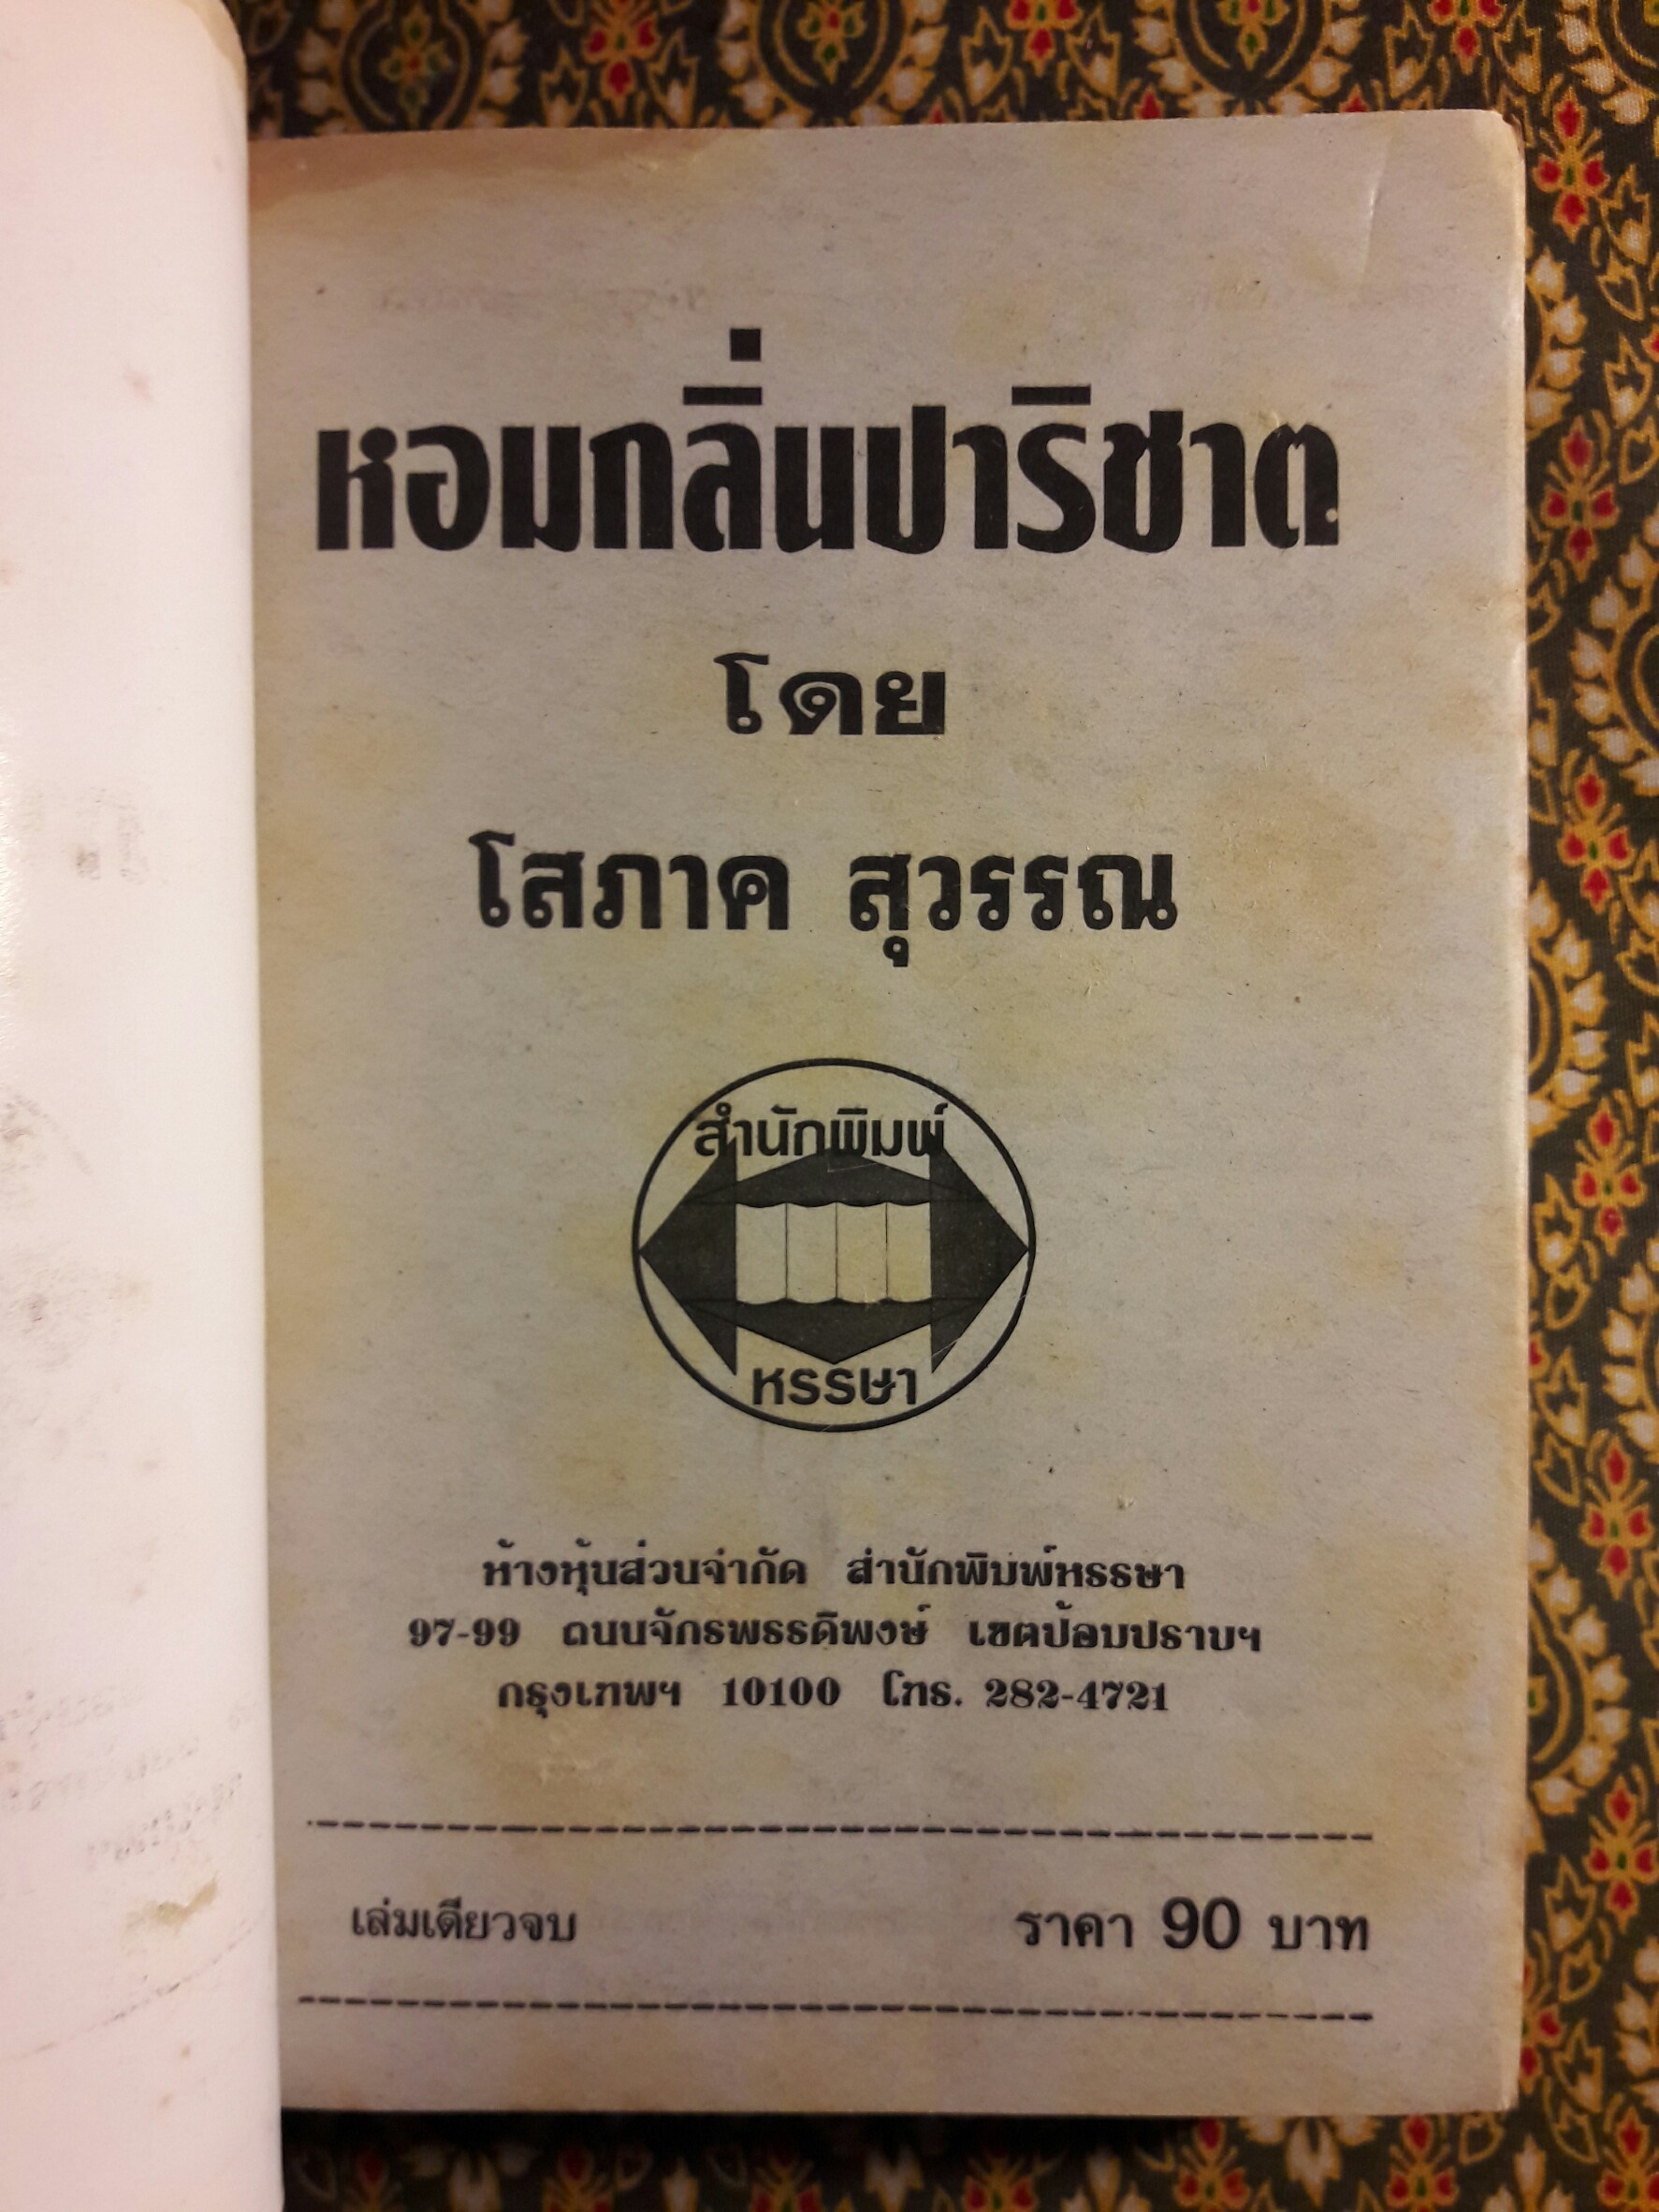 หอมกลิ่นปาริชาต
โดย
โสภาค สุวรรณ
สำนักพิมพ์
หรรษา
ห้างหุ้นส่วนจำกัด สำนักพิมพ์หรรษา
97-99 ถนนจักรพรรดิพงษ์ เขตป้อมปราบฯ
กรุงเทพฯ 10100 โทร. 282-4721
เล่มเดียวจบ ราคา 90 บาท